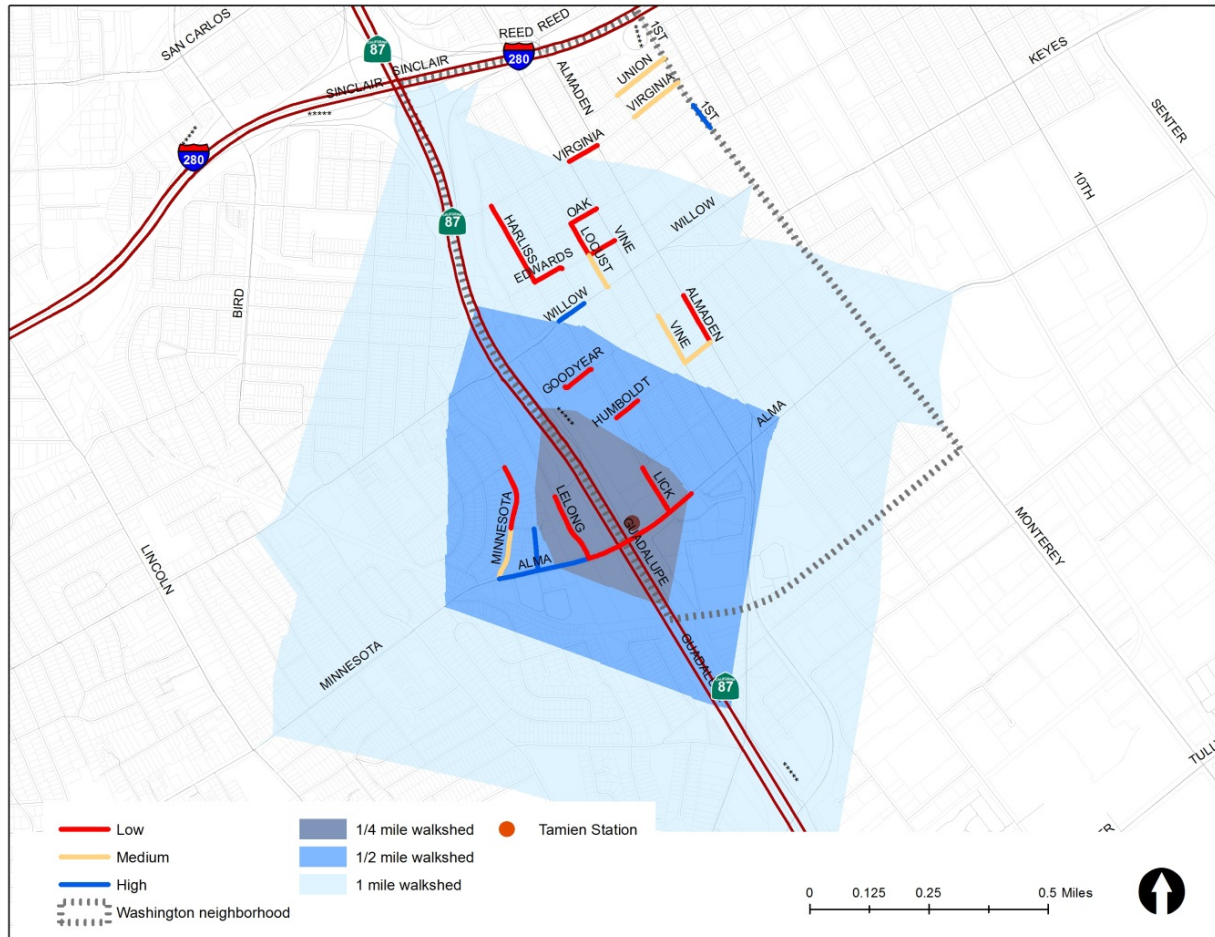 SAN CARLOS
CALIFORNIA
87
REED
REED
280
SINCLAIR
SINCLAIR
ALMADEN
1ST
UNION
VIRGINIA
1ST
KEYES
SENTER
10TH
280
VIRGINIA
CALIFORNIA
87
HARLISS
OAK
LOCUST
VINE
WILLOW
EDWARDS
BIRD
WILLOW
ALMADEN
VINE
GOODYEAR
HUMBOLDT
ALMA
LICK
LELONG
MINNESOTA
GUADALUPE
ALMA
LINCOLN
MONTEREY
MINNESOTA
CALIFORNIA
87
Low
Medium
High
Washington neighborhood
1/4 mile walkshed
1/2 mile walkshed
1 mile walkshed
Tamien Station
0 0.125 0.25 0.5 Miles